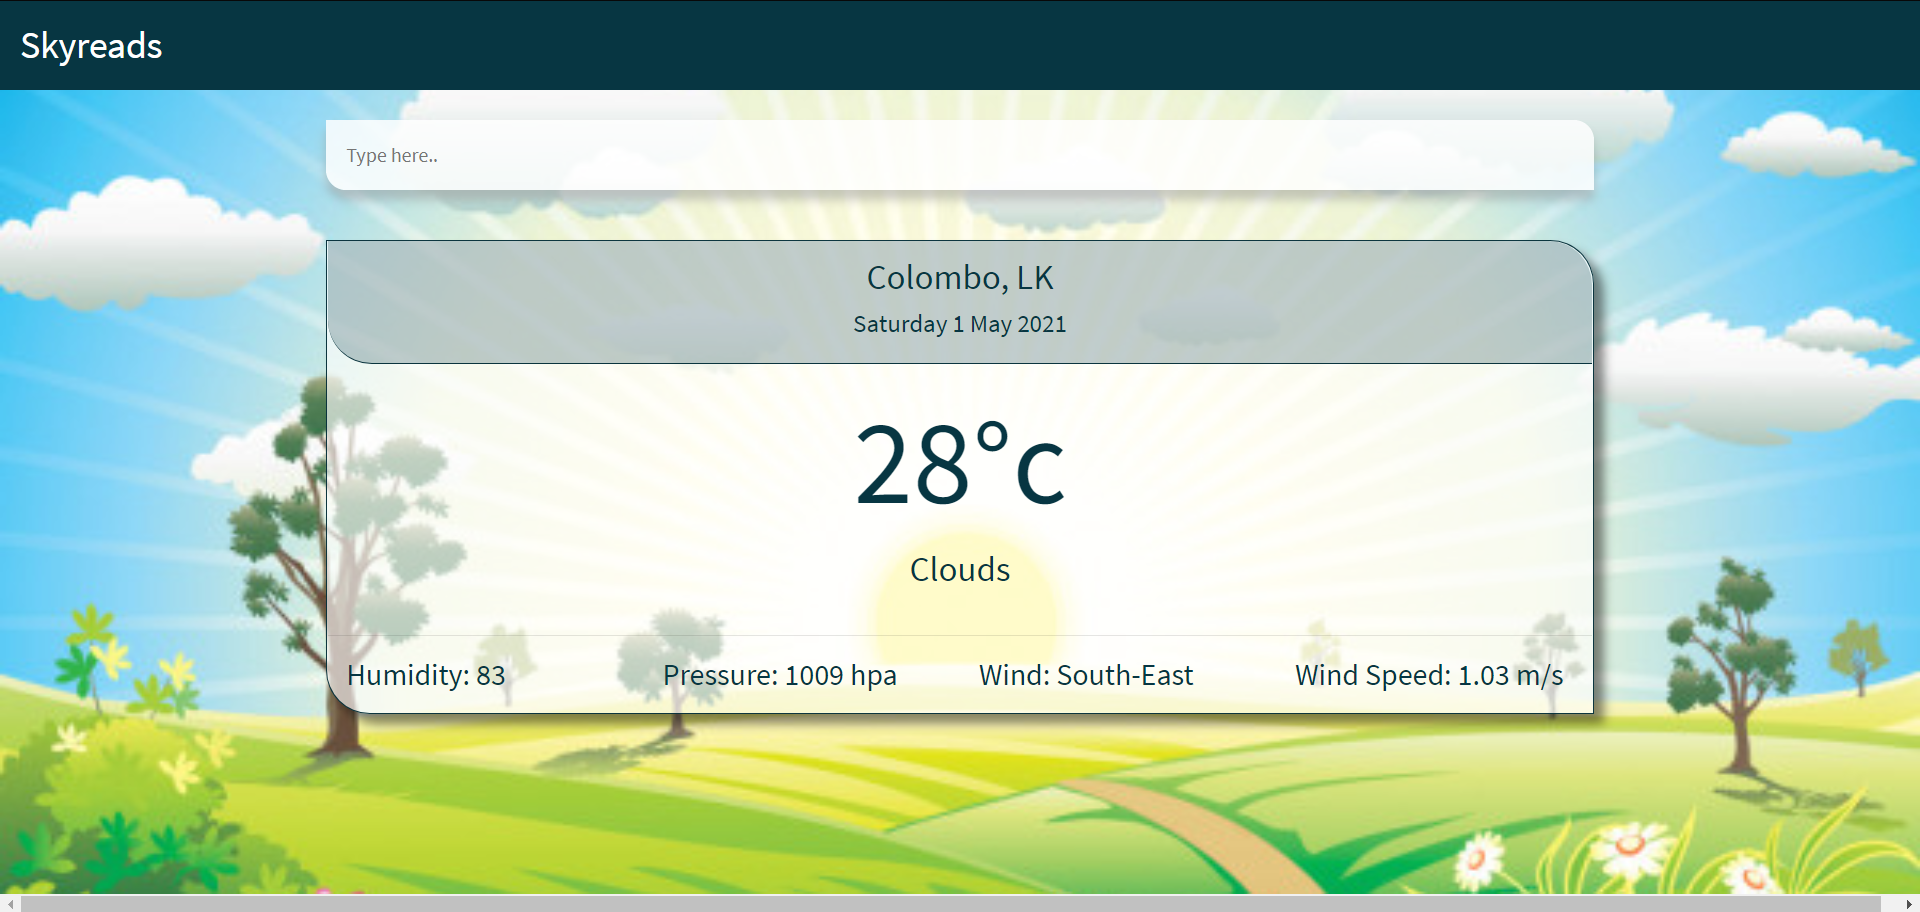 Skyreads
Type here..
Colombo, LK
Saturday 1 May 2021
28°c
Clouds
Humidity: 83 Pressure: 1009 hpa Wind: South-East Wind Speed: 1.03 m/s